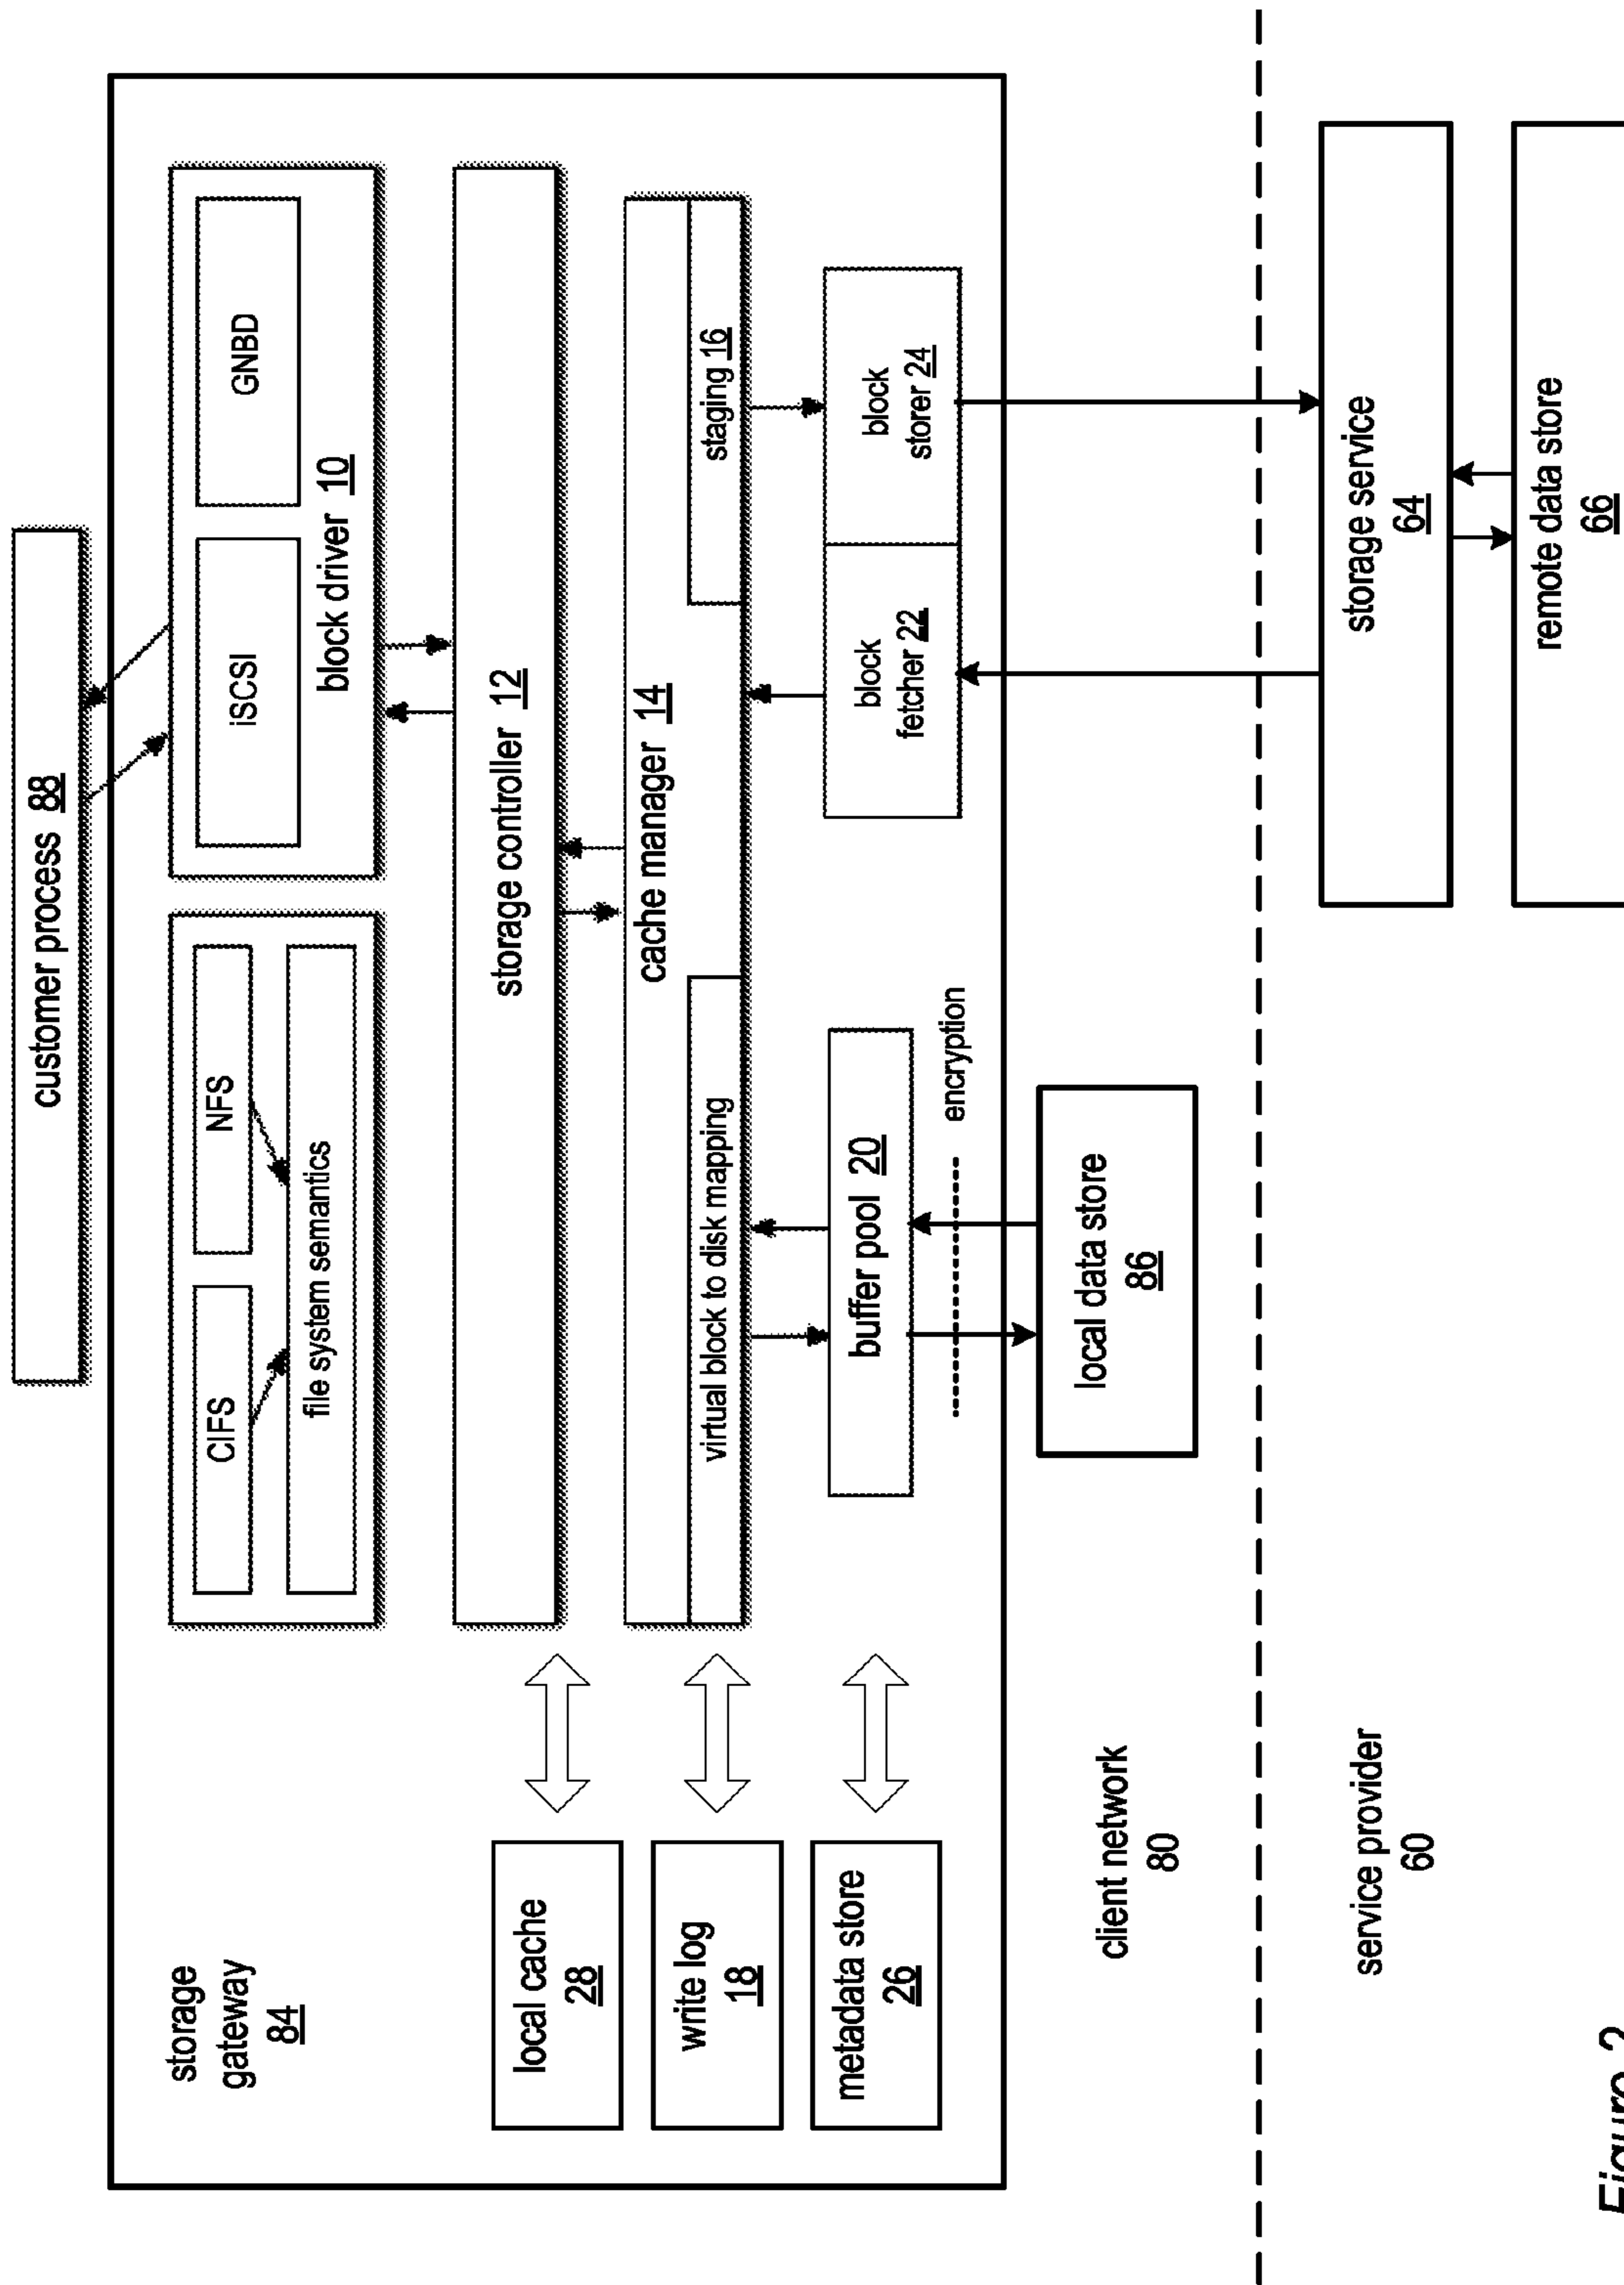 customer process 88
storage
gateway
84
CIFS
NFS
file system semantics
iSCSI
GNBD
block driver 10
storage controller 12
cache manager 14
virtual block to disk mapping
staging 16
local cache
28
write log
18
metadata store
26
buffer pool 20
block
fetcher 22
block
storer 24
encryption
local data store
86
client network
80
service provider
60
storage service
64
remote data store
66
Figure 2